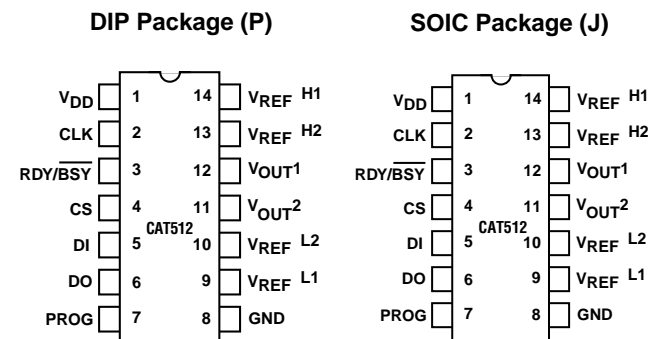 DIP Package (P)
VDD 1 14 VREF H1
CLK 2 13 VREF H2
RDY/BSY 3 12 VOUT1
CS 4 11 VOUT2
CAT512
DI 5 10 VREF L2
DO 6 9 VREF L1
PROG 7 8 GND
SOIC Package (J)
VDD 1 14 VREF H1
CLK 2 13 VREF H2
RDY/BSY 3 12 VOUT1
CS 4 11 VOUT2
CAT512
DI 5 10 VREF L2
DO 6 9 VREF L1
PROG 7 8 GND